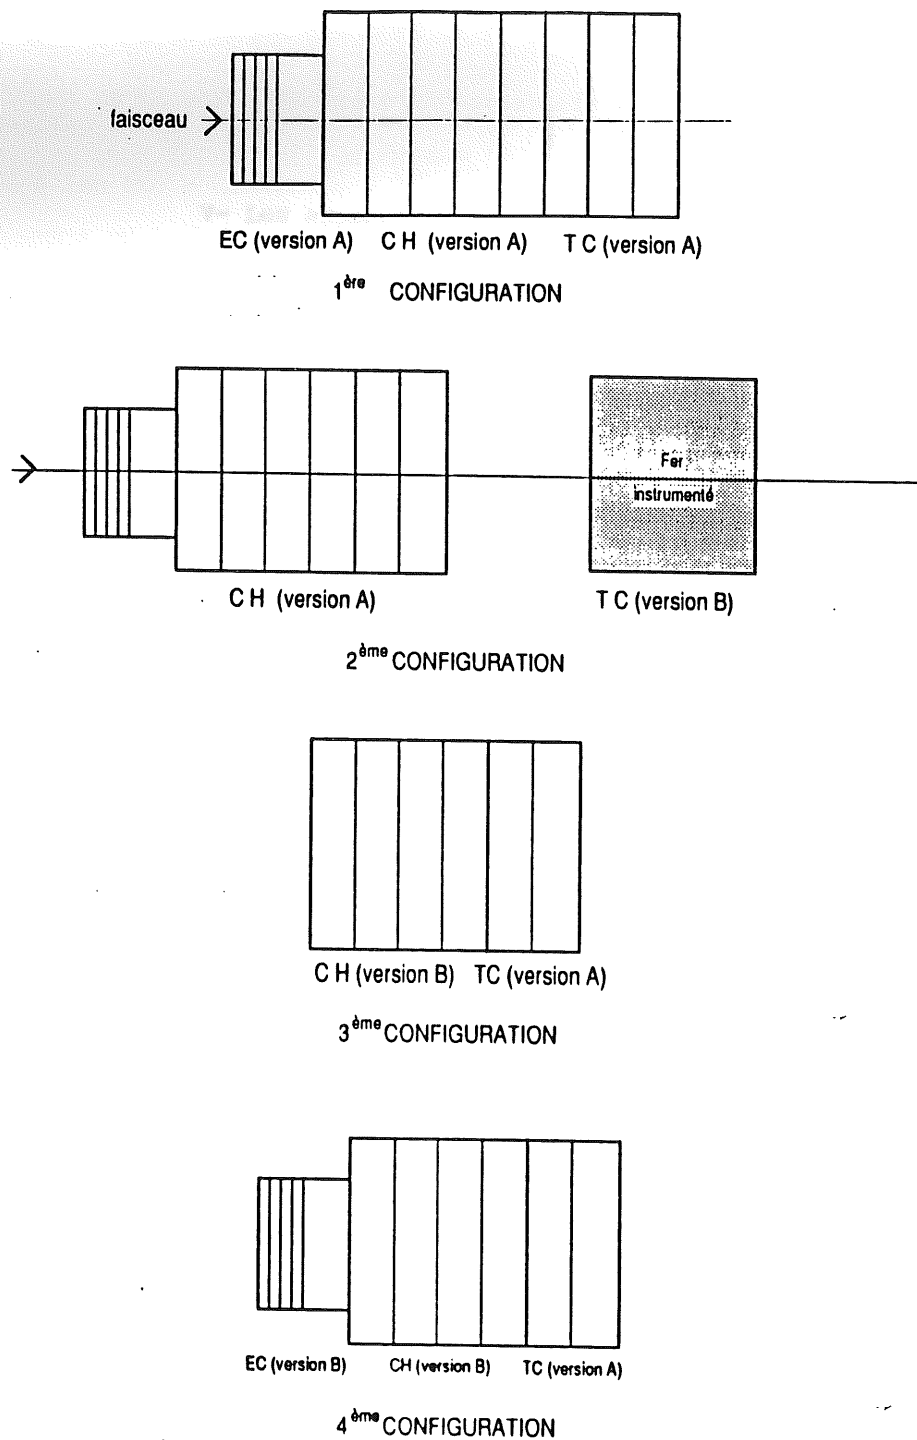 faisceau
EC (version A) C H (version A) T C (version A)
1ère CONFIGURATION
Fer
instrumenté
C H (version A) T C (version B)
2ème CONFIGURATION
C H (version B) TC (version A)
3ème CONFIGURATION
EC (version B) CH (version B) TC (version A)
4ème CONFIGURATION